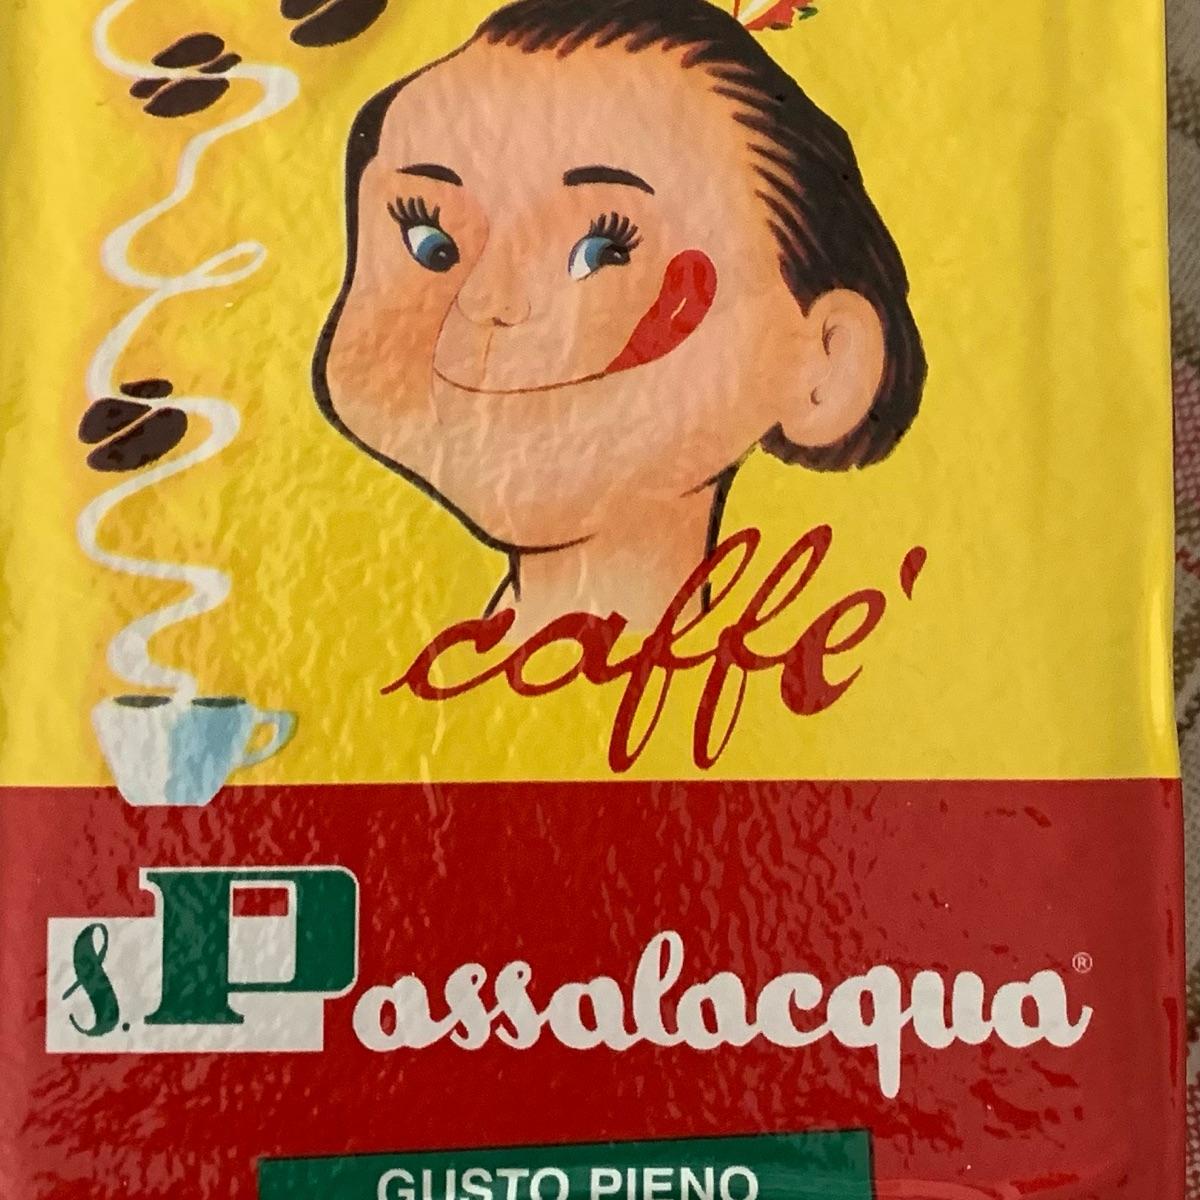 caffe'
S. Passalacqua®
GUSTO PIENO